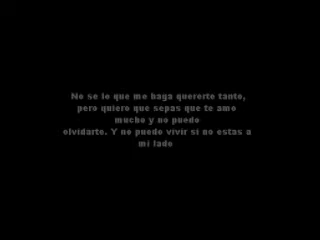 No se lo que me haga quererte tanto,
pero quiero que sepas que te amo
mucho y no puedo
olvidarte. Y no puedo vivir si no estas a
mi lado